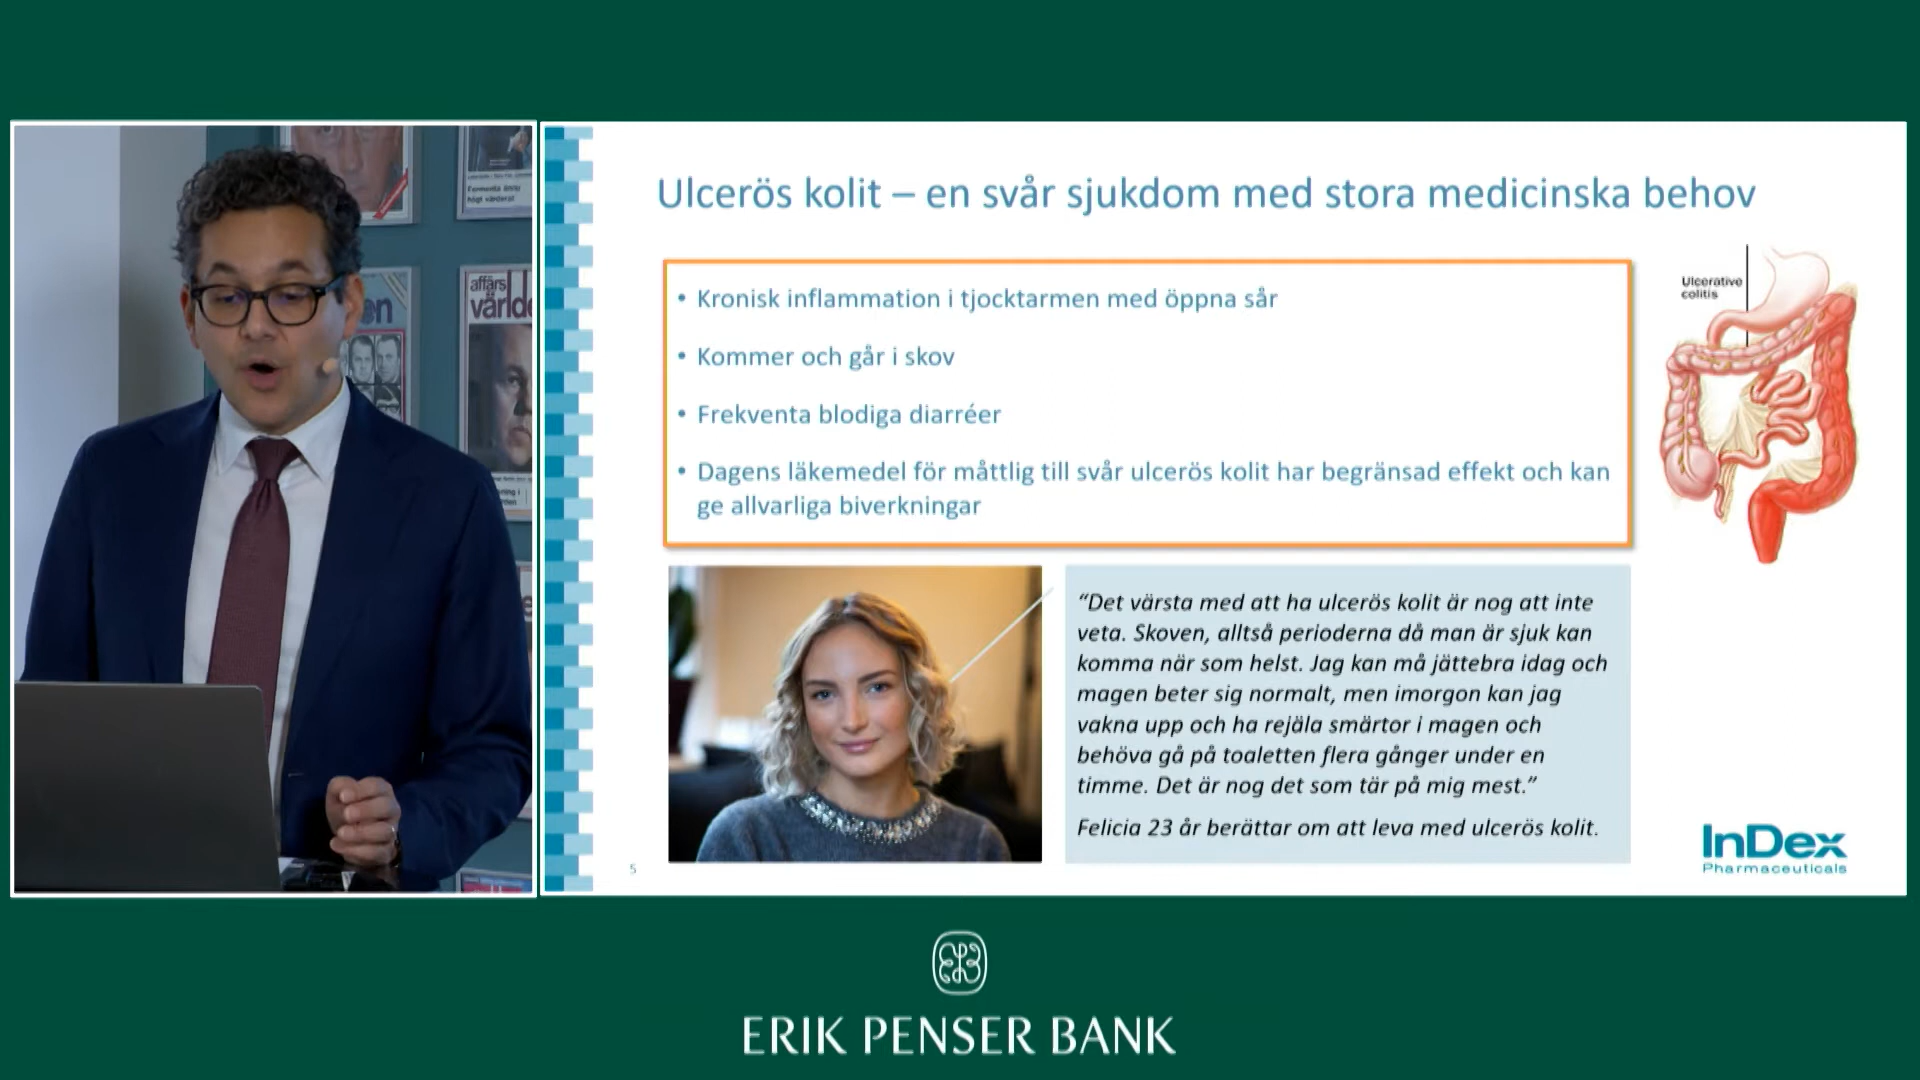 Formenta ännu
högt värderat
affärs
värld
Ulcerös kolit – en svår sjukdom med stora medicinska behov
Ulcerative
colitis
• Kronisk inflammation i tjocktarmen med öppna sår
• Kommer och går i skov
• Frekventa blodiga diarréer
• Dagens läkemedel för måttlig till svår ulcerös kolit har begränsad effekt och kan
ge allvarliga biverkningar
“Det värsta med att ha ulcerös kolit är nog att inte
veta. Skoven, alltså perioderna då man är sjuk kan
komma när som helst. Jag kan må jättebra idag och
magen beter sig normalt, men imorgon kan jag
vakna upp och ha rejäla smärtor i magen och
behöva gå på toaletten flera gånger under en
timme. Det är nog det som tär på mig mest.”
Felicia 23 år berättar om att leva med ulcerös kolit.
5
InDex
Pharmaceuticals
ERIK PENSER BANK